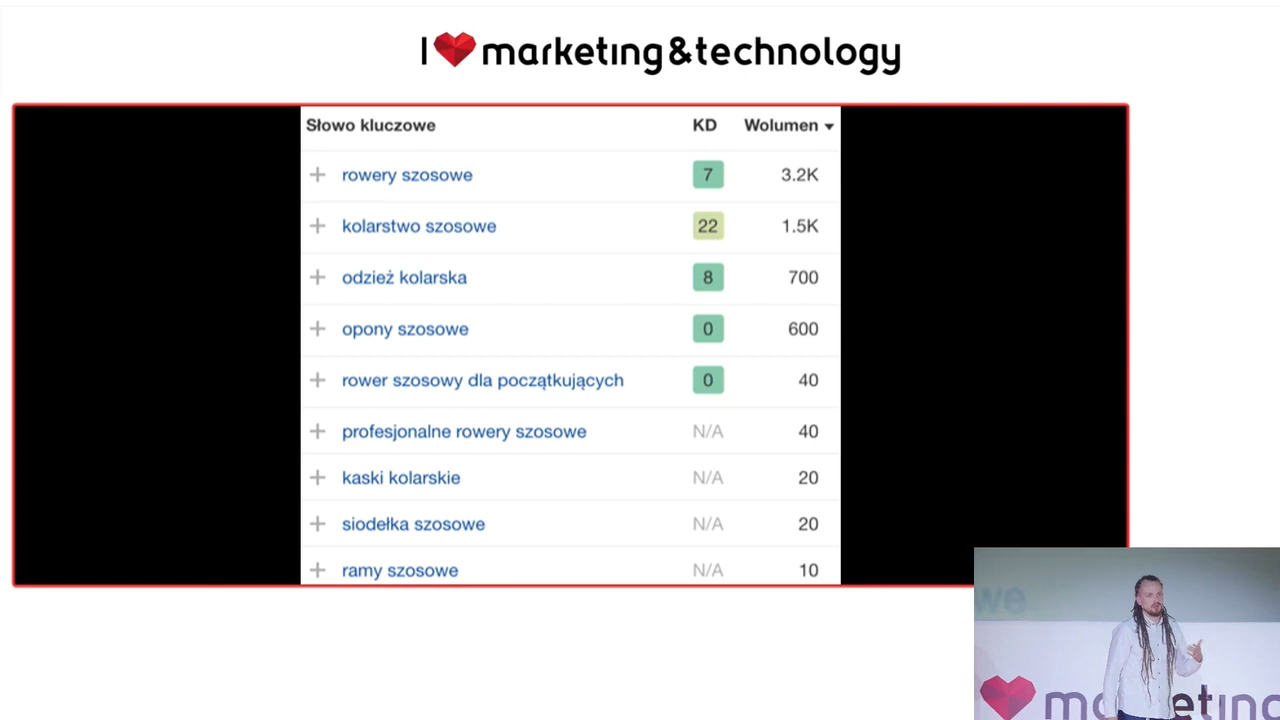 I marketing&technology
Słowo kluczowe KD Wolumen
rowery szosowe 7 3.2K
kolarstwo szosowe 22 1.5K
odzież kolarska 8 700
opony szosowe 0 600
rower szosowy dla początkujących 0 40
profesjonalne rowery szosowe N/A 40
kaski kolarskie N/A 20
siodełka szosowe N/A 20
ramy szosowe N/A 10
we